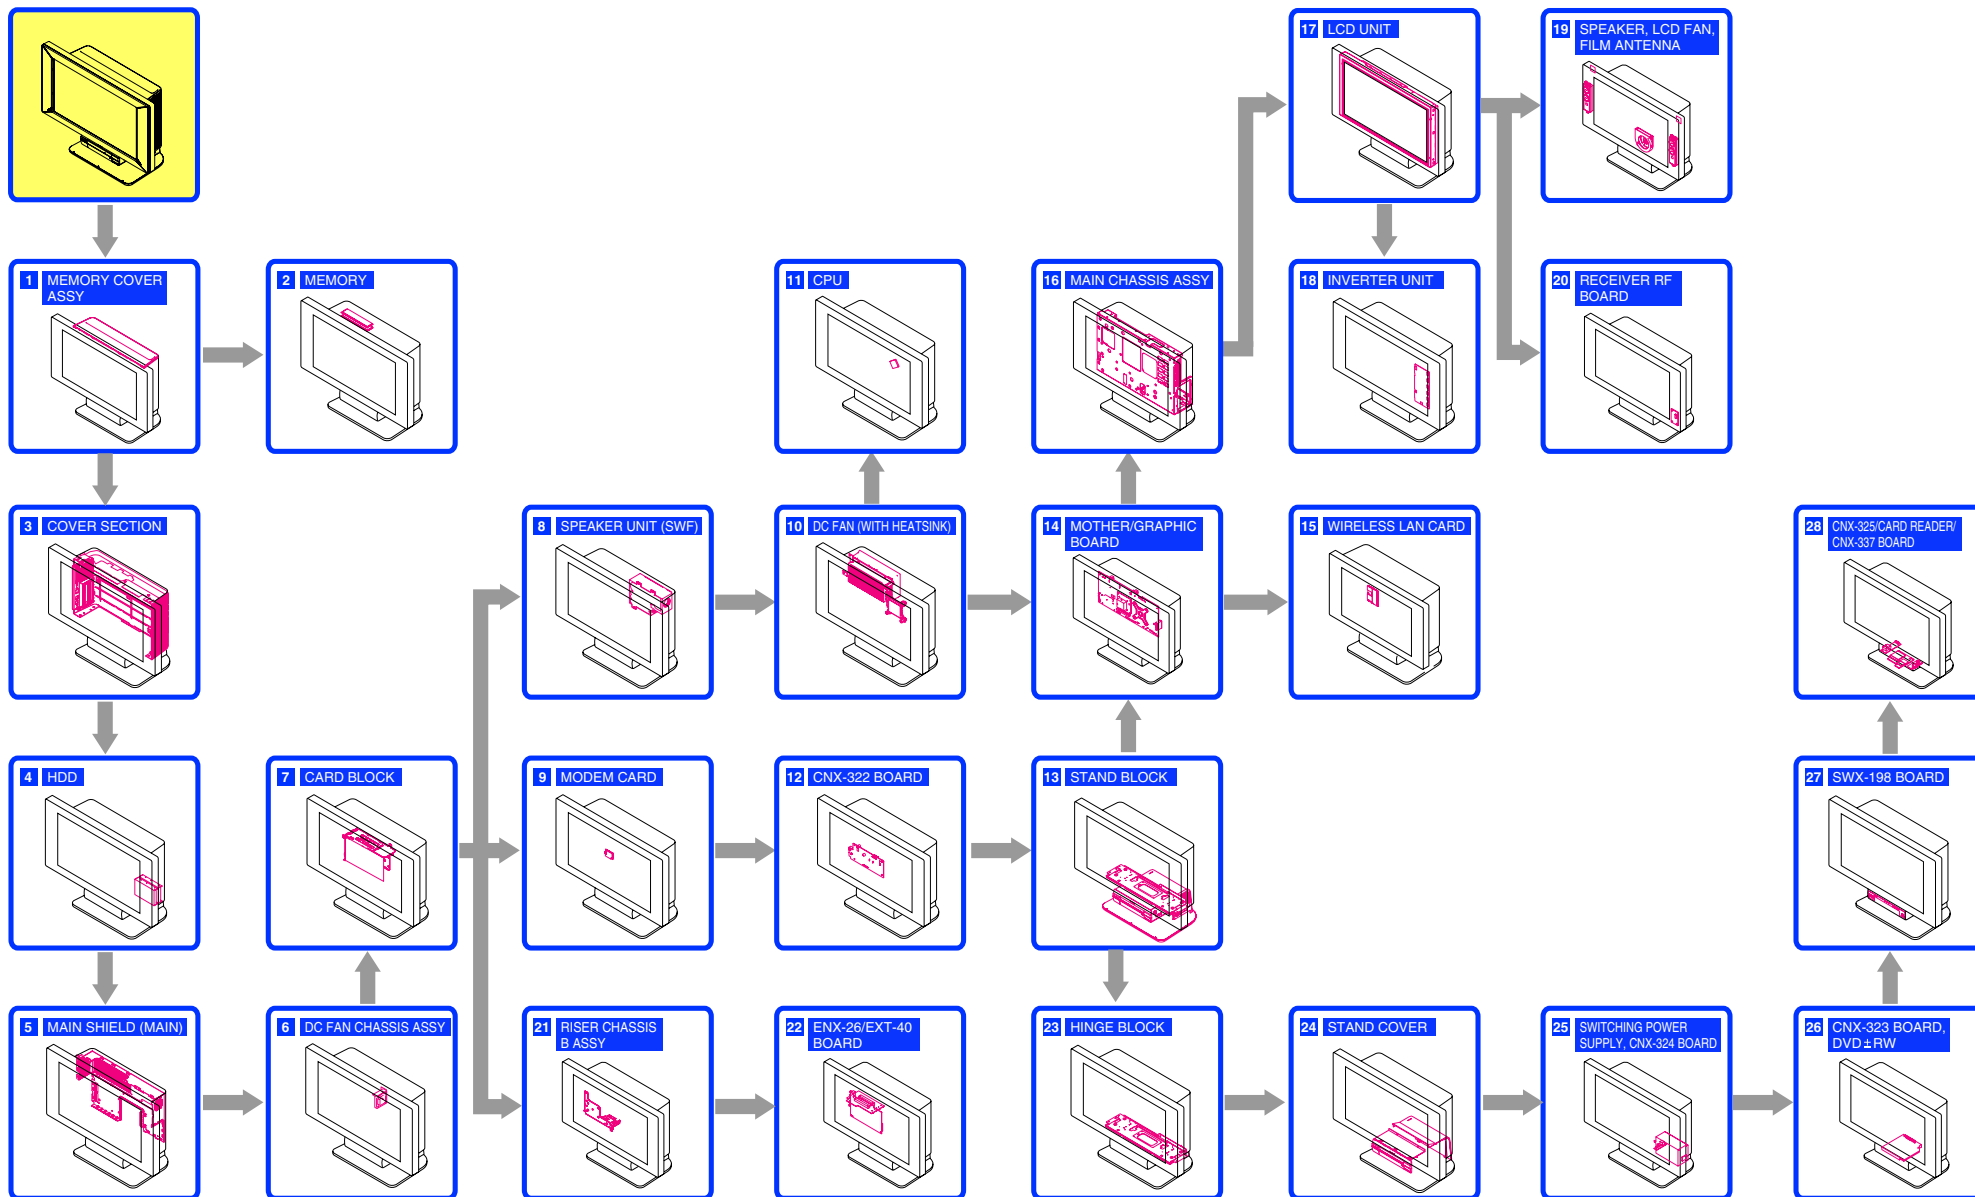 1 MEMORY COVER
ASSY
2 MEMORY
3 COVER SECTION
4 HDD
5 MAIN SHIELD (MAIN)
6 DC FAN CHASSIS ASSY
7 CARD BLOCK
8 SPEAKER UNIT (SWF)
9 MODEM CARD
10 DC FAN (WITH HEATSINK)
11 CPU
12 CNX-322 BOARD
13 STAND BLOCK
14 MOTHER/GRAPHIC
BOARD
15 WIRELESS LAN CARD
16 MAIN CHASSIS ASSY
17 LCD UNIT
18 INVERTER UNIT
19 SPEAKER, LCD FAN,
FILM ANTENNA
20 RECEIVER RF
BOARD
21 RISER CHASSIS
B ASSY
22 ENX-26/EXT-40
BOARD
23 HINGE BLOCK
24 STAND COVER
25 SWITCHING POWER
SUPPLY, CNX-324 BOARD
26 CNX-323 BOARD,
DVD±RW
27 SWX-198 BOARD
28 CNX-325/CARD READER/
CNX-337 BOARD